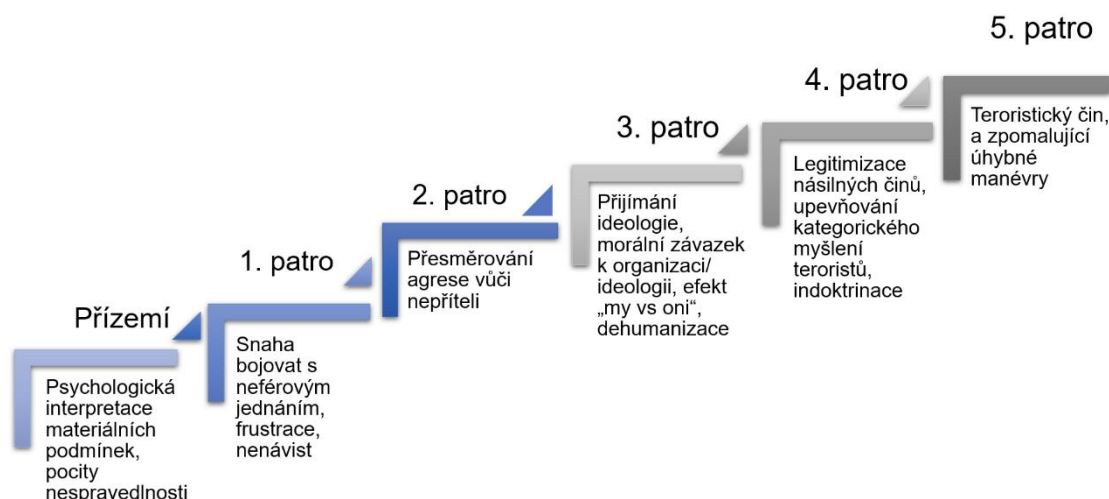 Přízemí
Psychologická
interpretace
materiálních
podmínek,
pocity
nespravedlnosti
1. patro
Snaha
bojovat s
neférovým
jednáním,
frustrace,
nenávist
2. patro
Přesměrování
agrese vůči
nepříteli
3. patro
Přijímání
ideologie,
morální závazek
k organizaci/
ideologii, efekt
„my vs oni“,
dehumanizace
4. patro
Legitimizace
násilných činů,
upevňování
kategorického
myšlení
teroristů,
indoktrinace
5. patro
Teroristický čin,
a zpomalující
úhybné
manévry